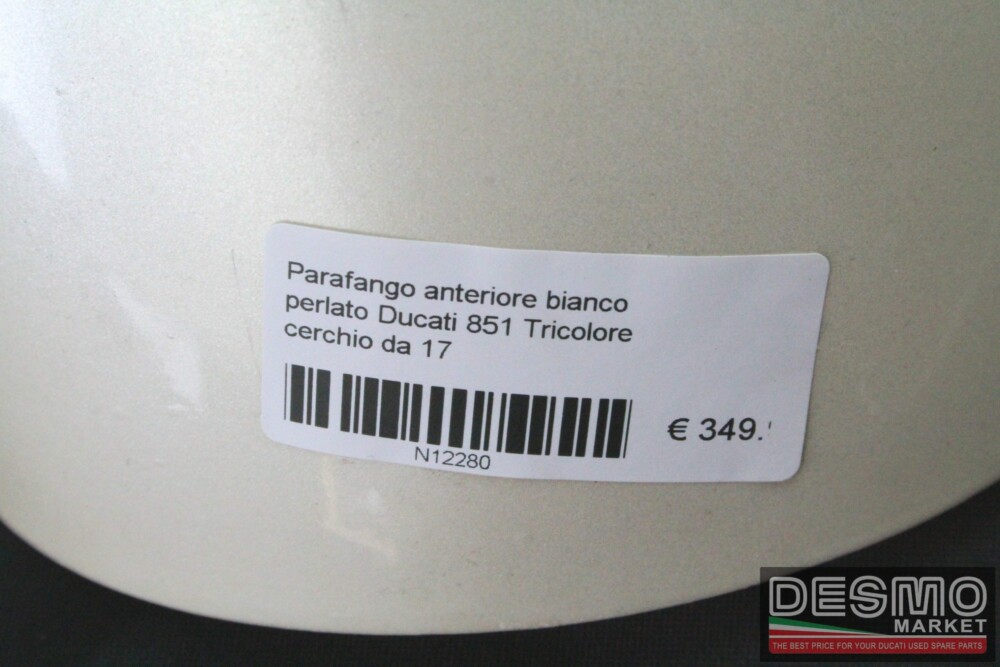 Parafango anteriore bianco
perlato Ducati 851 Tricolore
cerchio da 17
N12280
€ 349.
DESMO
MARKET
THE BEST PRICE FOR YOUR DUCATI USED SPARE PARTS